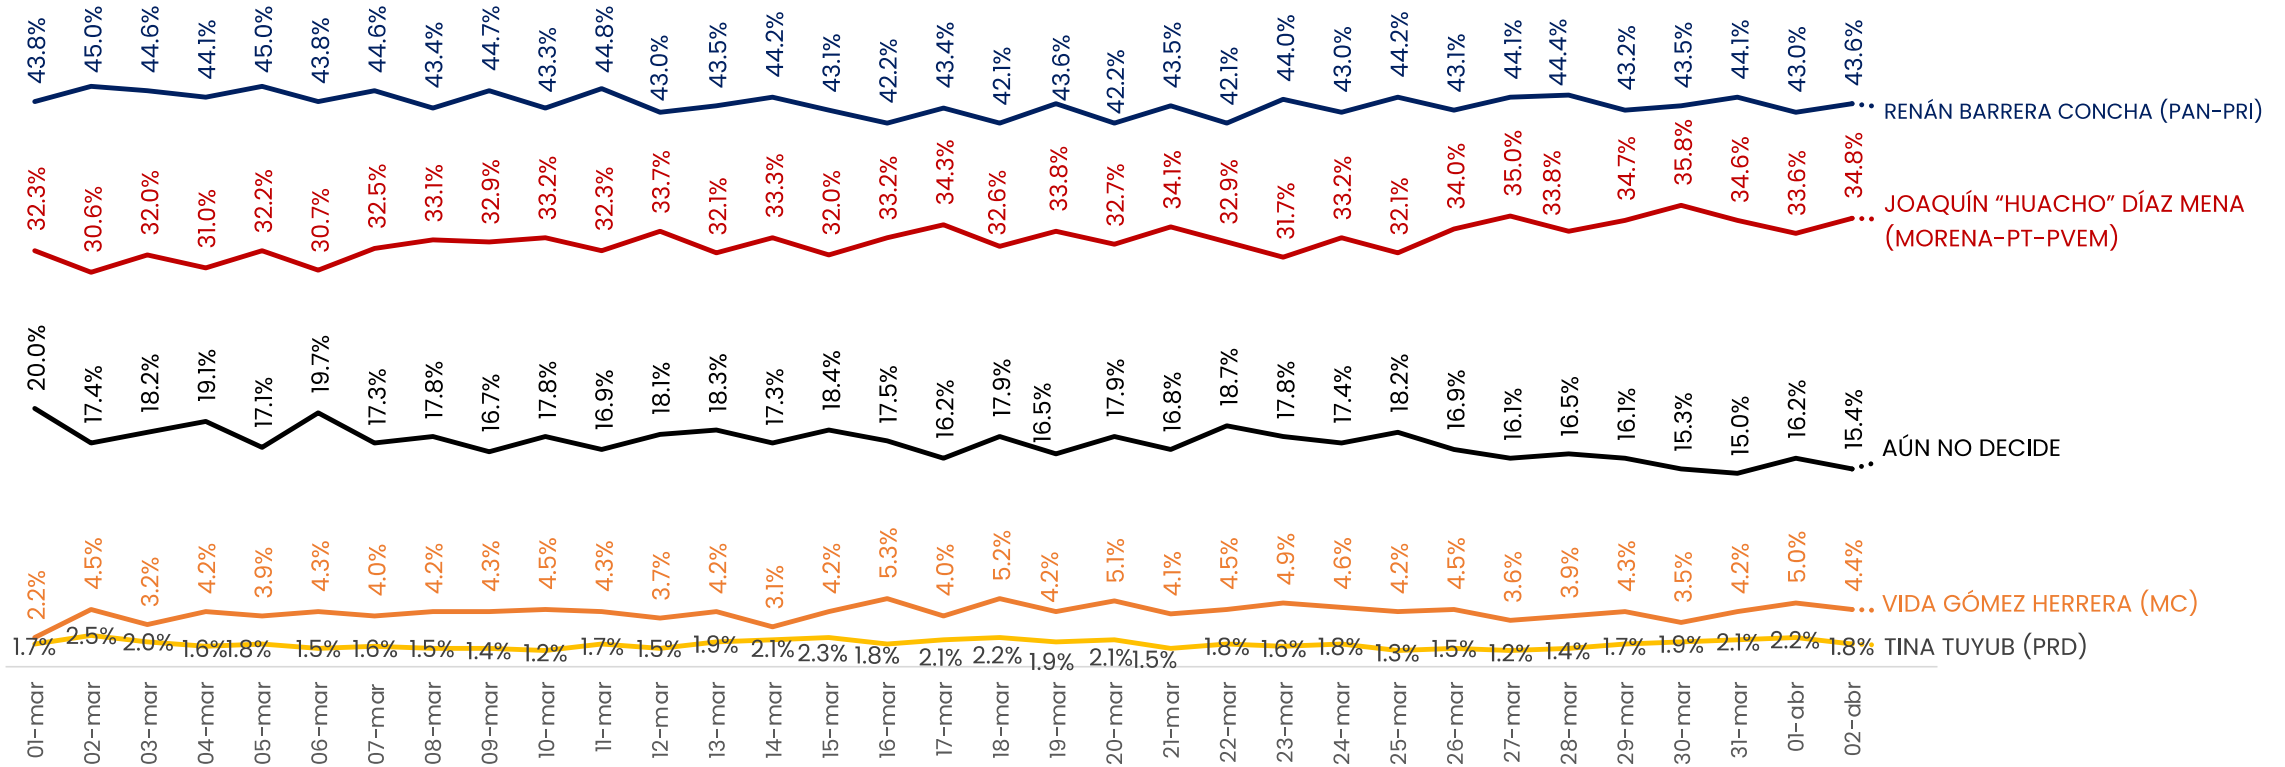 43.8% 45.0% 44.6% 44.1% 45.0% 43.8% 44.6% 43.4% 44.7% 43.3% 44.8% 43.0% 43.5% 44.2% 43.1% 42.2% 43.4% 42.1% 43.6% 42.2% 43.5% 42.1% 44.0% 43.0% 44.2% 43.1% 44.1% 44.4% 43.2% 43.5% 44.1% 43.0% 43.6%
RENÁN BARRERA CONCHA (PAN-PRI)
32.3% 30.6% 32.0% 31.0% 32.2% 30.7% 32.5% 33.1% 32.9% 33.2% 32.3% 33.7% 32.1% 33.3% 32.0% 33.2% 34.3% 32.6% 33.8% 32.7% 34.1% 32.9% 31.7% 33.2% 32.1% 34.0% 35.0% 33.8% 34.7% 35.8% 34.6% 33.6% 34.8%
JOAQUÍN “HUACHO” DÍAZ MENA
(MORENA-PT-PVEM)
20.0% 17.4% 18.2% 19.1% 17.1% 19.7% 17.3% 17.8% 16.7% 17.8% 16.9% 18.1% 18.3% 17.3% 18.4% 17.5% 16.2% 17.9% 16.5% 17.9% 16.8% 18.7% 17.8% 17.4% 18.2% 16.9% 16.1% 16.5% 16.1% 15.3% 15.0% 16.2% 15.4%
AÚN NO DECIDE
2.2% 4.5% 3.2% 4.2% 3.9% 4.3% 4.0% 4.2% 4.3% 4.5% 4.3% 3.7% 4.2% 3.1% 4.2% 5.3% 4.0% 5.2% 4.2% 5.1% 4.1% 4.5% 4.9% 4.6% 4.2% 4.5% 3.6% 3.9% 4.3% 3.5% 4.2% 5.0% 4.4%
VIDA GÓMEZ HERRERA (MC)
1.7% 2.5% 2.0% 1.6% 1.8% 1.5% 1.6% 1.5% 1.4% 1.2% 1.7% 1.5% 1.9% 2.1% 2.3% 1.8% 2.1% 2.2% 1.9% 2.1% 1.5% 1.8% 1.6% 1.8% 1.3% 1.5% 1.2% 1.4% 1.7% 1.9% 2.1% 2.2% 1.8%
TINA TUYUB (PRD)
01-mar 02-mar 03-mar 04-mar 05-mar 06-mar 07-mar 08-mar 09-mar 10-mar 11-mar 12-mar 13-mar 14-mar 15-mar 16-mar 17-mar 18-mar 19-mar 20-mar 21-mar 22-mar 23-mar 24-mar 25-mar 26-mar 27-mar 28-mar 29-mar 30-mar 31-mar 01-abr 02-abr